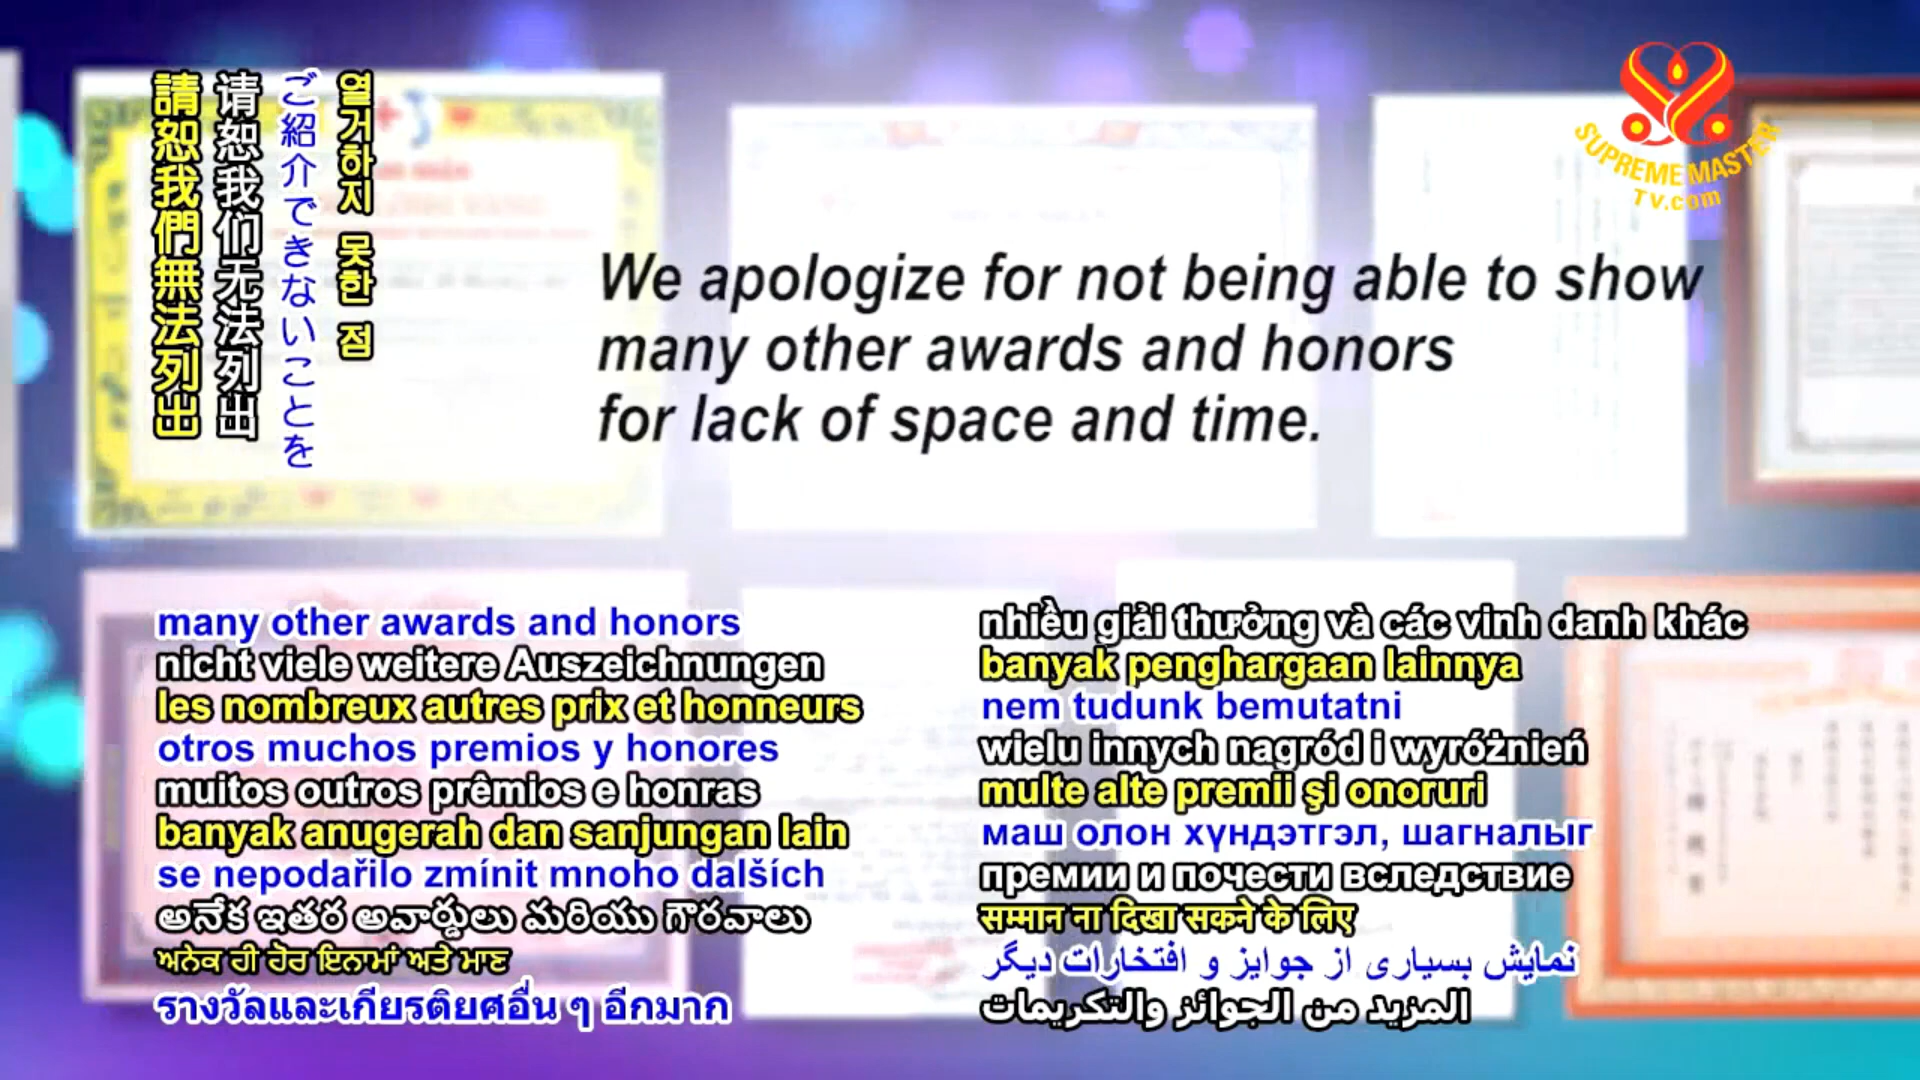 請恕我們無法列出
请恕我们无法列出
ご紹介できないことを
열거하지 못한 점
SUPREME MASTER
TV.com
We apologize for not being able to show
many other awards and honors
for lack of space and time.
many other awards and honors
nicht viele weitere Auszeichnungen
les nombreux autres prix et honneurs
otros muchos premios y honores
muitos outros prêmios e honras
banyak anugerah dan sanjungan lain
se nepodařilo zmínit mnoho dalších
అనేక ఇతర అవార్డులు మరియు గౌరవాలు
ਅਨੇਕ ਹੀ ਹੋਰ ਇਨਾਮਾਂ ਅਤੇ ਮਾਣ
รางวัลและเกียรติยศอื่น ๆ อีกมาก
nhiều giải thưởng và các vinh danh khác
banyak penghargaan lainnya
nem tudunk bemutatni
wielu innych nagród i wyróżnień
multe alte premii şi onoruri
маш олон хүндэтгэл, шагналыг
премии и почести вследствие
सम्मान ना दिखा सकने के लिए
نمایش بسیاری از جوایز و افتخارات دیگر
المزيد من الجوائز والتكريمات